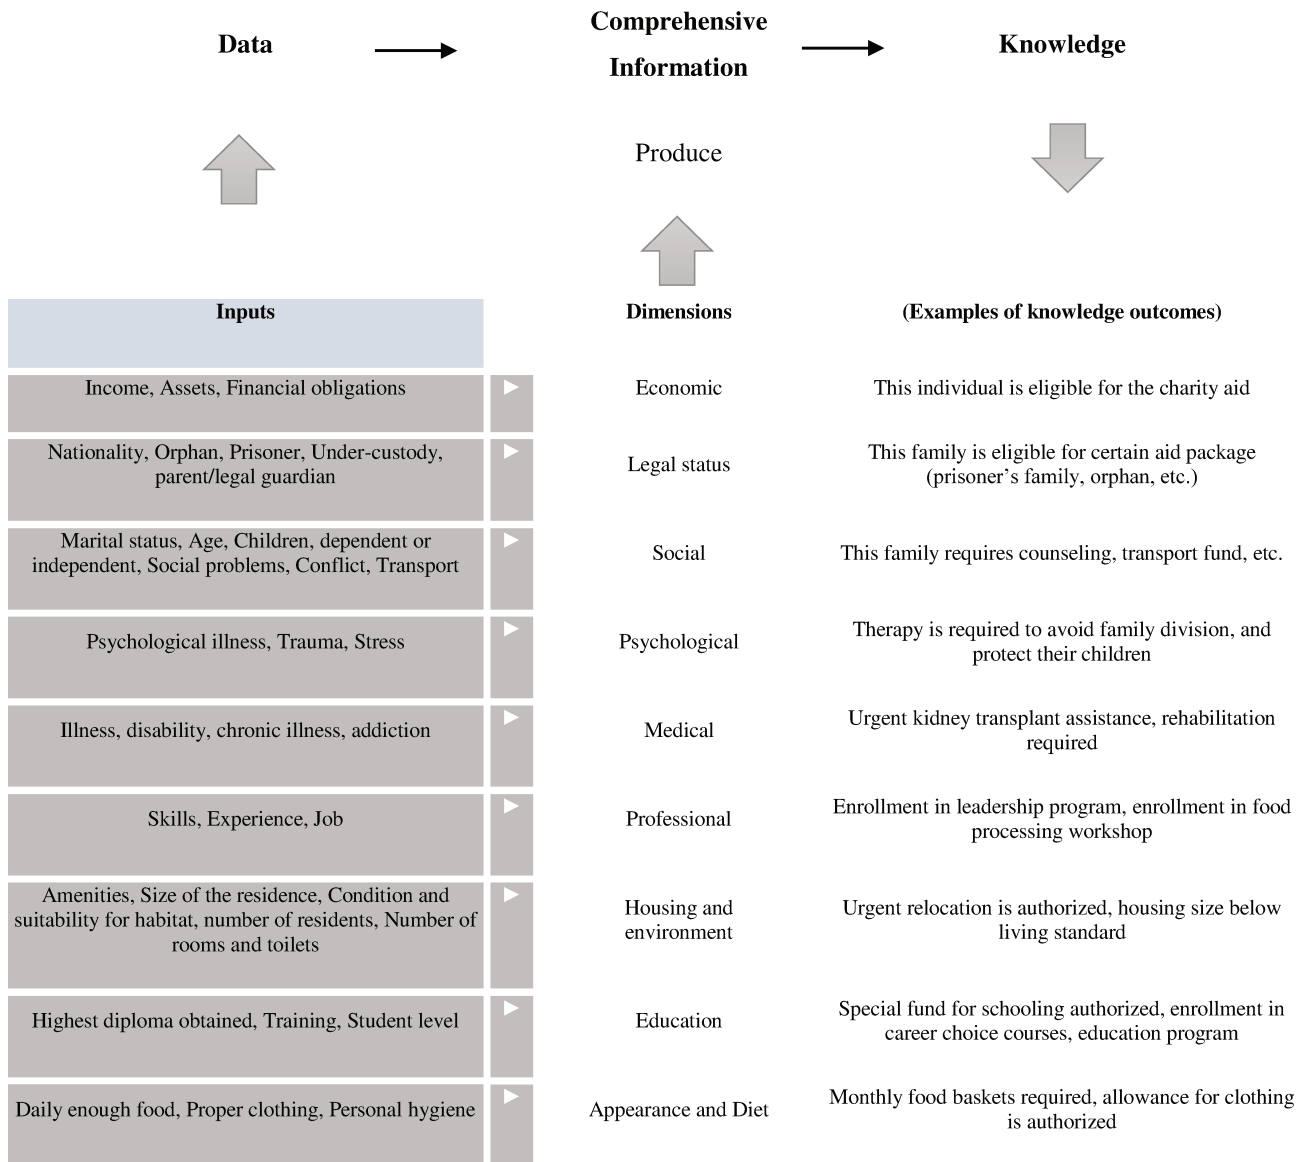 Data
Comprehensive
Information
Knowledge
Produce
Inputs
Dimensions
(Examples of knowledge outcomes)
Income, Assets, Financial obligations
Economic
This individual is eligible for the charity aid
Nationality, Orphan, Prisoner, Under-custody,
parent/legal guardian
Legal status
This family is eligible for certain aid package
(prisoner’s family, orphan, etc.)
Marital status, Age, Children, dependent or
independent, Social problems, Conflict, Transport
Social
This family requires counseling, transport fund, etc.
Psychological illness, Trauma, Stress
Psychological
Therapy is required to avoid family division, and
protect their children
Illness, disability, chronic illness, addiction
Medical
Urgent kidney transplant assistance, rehabilitation
required
Skills, Experience, Job
Professional
Enrollment in leadership program, enrollment in food
processing workshop
Amenities, Size of the residence, Condition and
suitability for habitat, number of residents, Number of
rooms and toilets
Housing and
environment
Urgent relocation is authorized, housing size below
living standard
Highest diploma obtained, Training, Student level
Education
Special fund for schooling authorized, enrollment in
career choice courses, education program
Daily enough food, Proper clothing, Personal hygiene
Appearance and Diet
Monthly food baskets required, allowance for clothing
is authorized